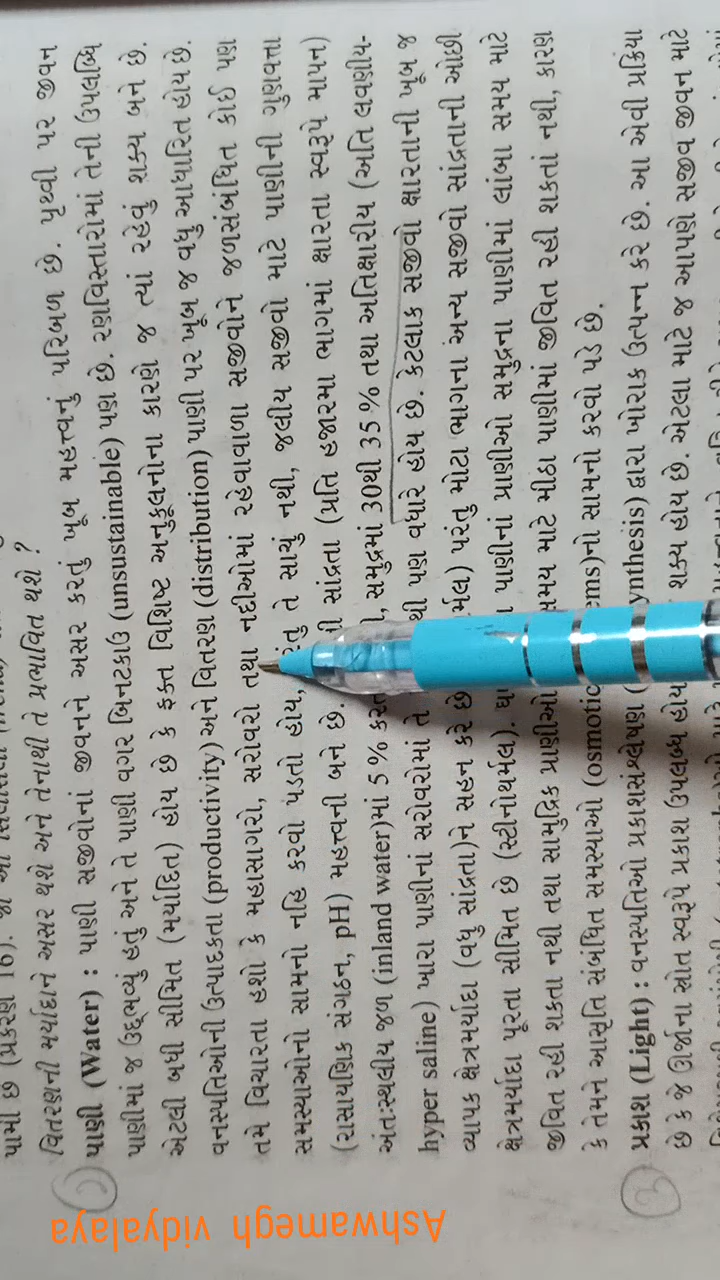 પામી છે (પ્રકરણ 16).
વિતરણની મર્યાદાને અસર થશે અને તેનાથી તે પ્રભાવિત થશે ?
પાણી (Water) : પાણી સજીવોનાં જીવનને અસર કરતું ખૂબ મહત્ત્વનું પરિબળ છે. પૃથ્વી પર જીવન
પાણીમાં જ ઉદ્ભવ્યું હતું અને તે પાણી વગર બિનટકાઉ (unsustainable) પણ છે. રણવિસ્તારોમાં તેની ઉપલબ્ધિ
એટલી બધી સીમિત (મર્યાદિત) હોય છે કે ફક્ત વિશિષ્ટ અનુકૂલનોના કારણે જ ત્યાં રહેવું શક્ય બને છે.
વનસ્પતિઓની ઉત્પાદકતા (productivity) અને વિતરણ (distribution) પાણી પર ખૂબ જ વધુ આધારિત હોય છે.
તમે વિચારતા હશો કે મહાસાગરો, સરોવરો તથા નદીઓમાં રહેવાવાળા સજીવોને જળસંબંધિત કોઈ પણ
સમસ્યાઓનો સામનો નહિ કરવો પડતો હોય, તે સાચું નથી, જલીય સજીવો માટે પાણીની ગુણવત્તા
(રાસાયણિક સંગઠન, pH) મહત્ત્વની બને છે. સાંદ્રતા (પ્રતિ હજારમા ભાગમાં ક્ષારતા સ્વરૂપે માપન)
અંતઃસ્થલીય જળ (inland water)માં 5 % કરતાં સમુદ્રમાં 30થી 35 % તથા અતિક્ષારીય (અતિ લવણીય-
hyper saline) ખારા પાણીનાં સરોવરોમાં તે પણ વધારે હોય છે. કેટલાક સજીવો ક્ષારતાની ખૂબ જ
વ્યાપક ક્ષેત્રમર્યાદા (વધુ સાંદ્રતા)ને સહન કરે છે પરંતુ મોટા ભાગના અન્ય સજીવો સાંદ્રતાની ઓછી
ક્ષેત્રમર્યાદા પૂરતા સીમિત છે (સ્ટીનોથર્મલ). પાણીનાં પ્રાણીઓ સમુદ્રના પાણીમાં લાંબા સમય માટે
જીવિત રહી શકતા નથી તથા સામુદ્રિક પ્રાણીઓ સમય માટે મીઠા પાણીમાં જીવિત રહી શકતાં નથી, કારણ
કે તેમને આસૃતિ સંબંધિત સમસ્યાઓ (osmotic સામનો કરવો પડે છે.
પ્રકાશ (Light) : વનસ્પતિઓ પ્રકાશસંશ્લેષણ દ્વારા ખોરાક ઉત્પન્ન કરે છે. આ એવી પ્રક્રિયા
છે કે જે ઊર્જાના સ્રોત સ્વરૂપે પ્રકાશ ઉપલબ્ધ હોય શક્ય હોય છે. એટલા માટે જ આપણે સજીવ જીવન માટે
Ashwamegh vidyalaya